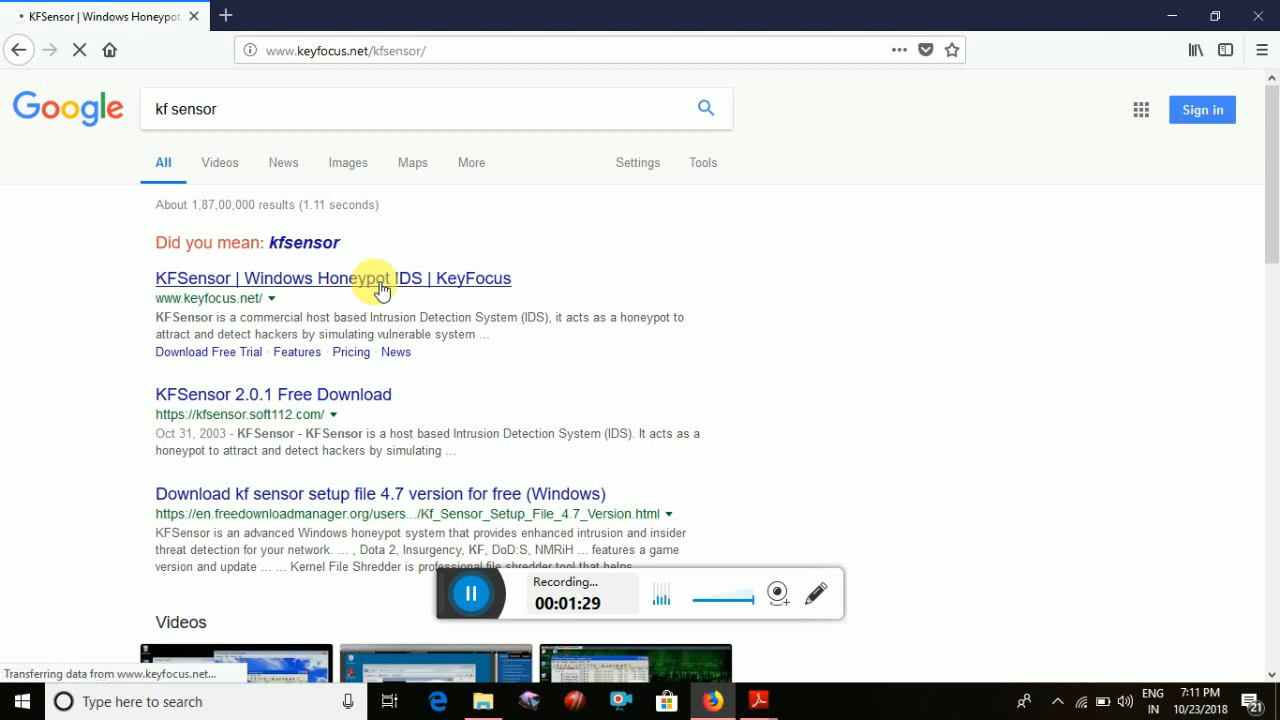 KFSensor | Windows Honeypot
www.keyfocus.net/kfsensor/
Google
kf sensor
Sign in
All Videos News Images Maps More Settings Tools
About 1,87,00,000 results (1.11 seconds)
Did you mean: kfsensor
KFSensor | Windows Honeypot IDS | KeyFocus
www.keyfocus.net/
KFSensor is a commercial host based Intrusion Detection System (IDS), it acts as a honeypot to
attract and detect hackers by simulating vulnerable system ...
Download Free Trial · Features · Pricing · News
KFSensor 2.0.1 Free Download
https://kfsensor.soft112.com/
Oct 31, 2003 - KFSensor - KFSensor is a host based Intrusion Detection System (IDS). It acts as a
honeypot to attract and detect hackers by simulating ...
Download kf sensor setup file 4.7 version for free (Windows)
https://en.freedownloadmanager.org/users.../Kf_Sensor_Setup_File_4.7_Version.html
KFSensor is an advanced Windows honeypot system that provides enhanced intrusion and insider
threat detection for your network. ... , Dota 2, Insurgency, KF, DoD:S, NMRiH ... features a game
version and update ... ... Kernel File Shredder is professional file shredder tool that helps
Recording...
00:01:29
Videos
Transferring data from www.keyfocus.net...
Type here to search
ENG
IN
7:11 PM
10/23/2018
21